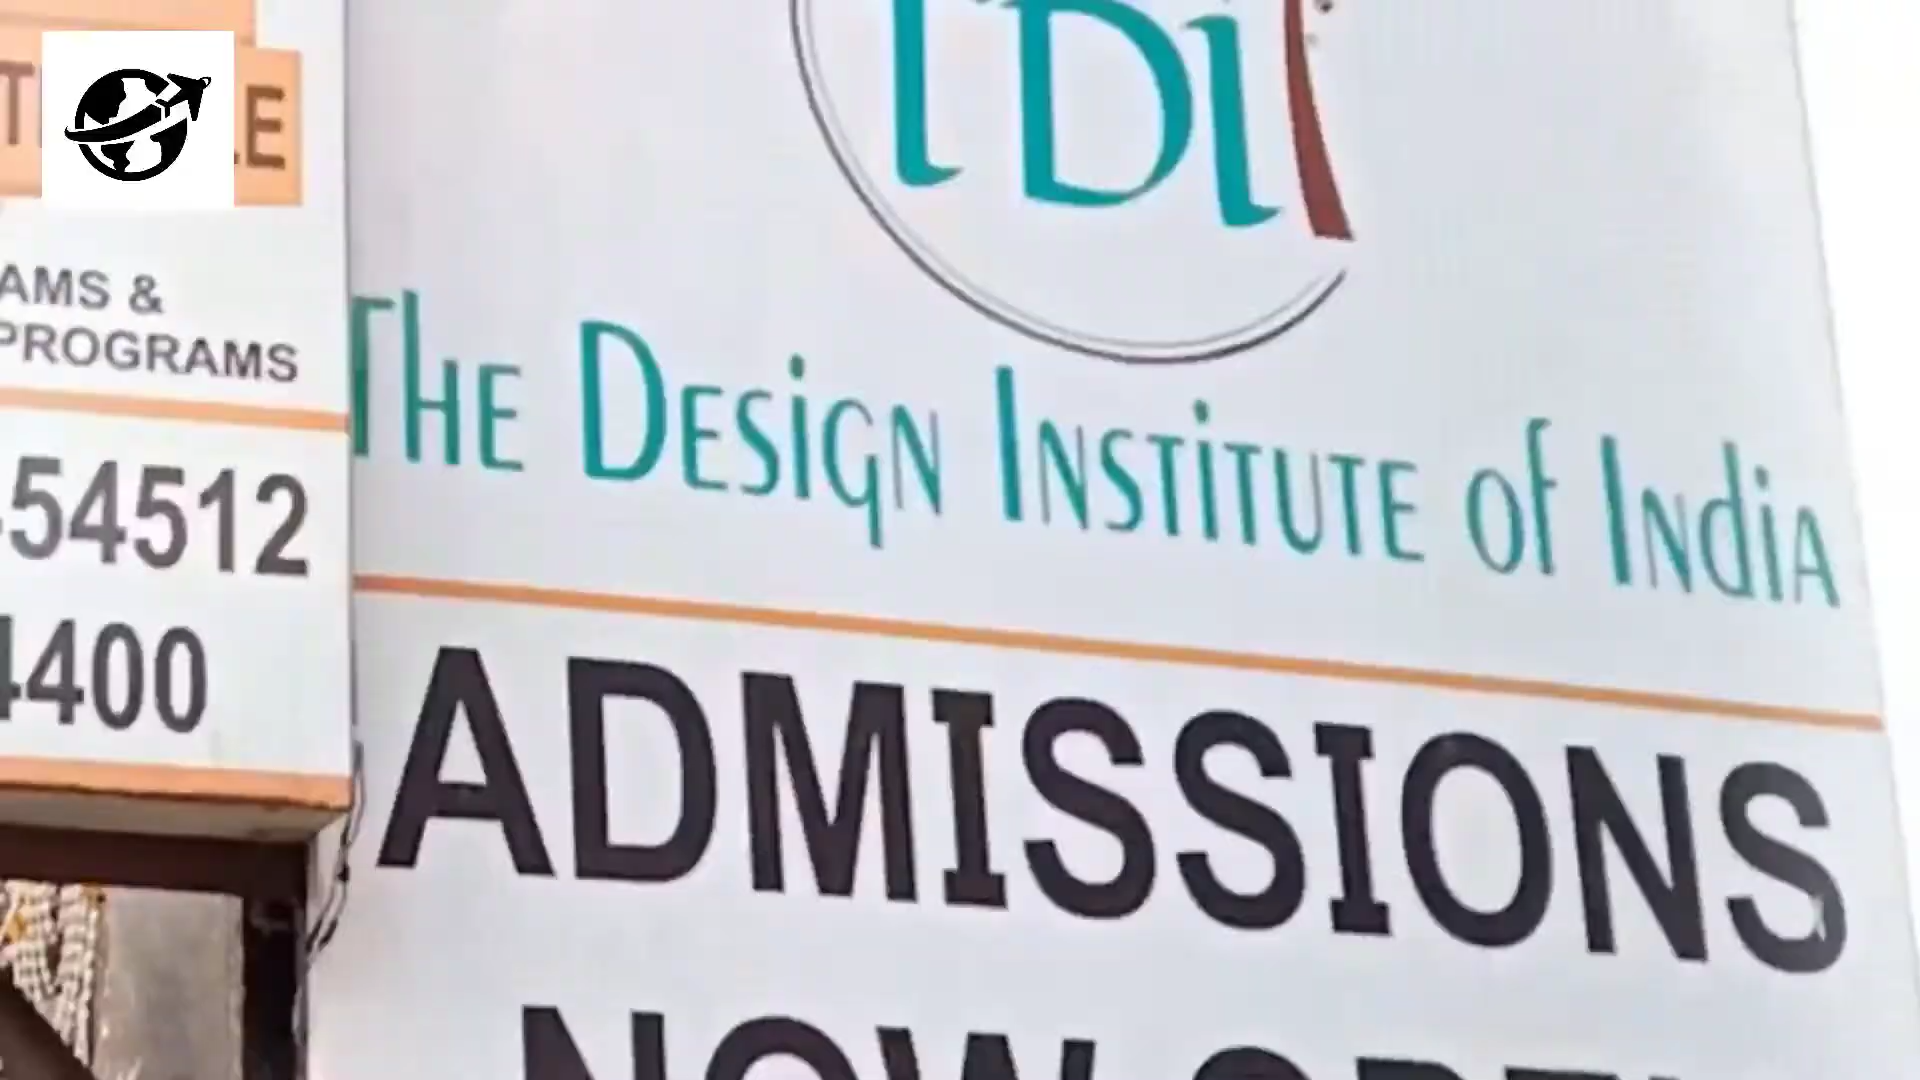 TDi
The Design Institute of India
ADMISSIONS
AMS &
PROGRAMS
54512
4400